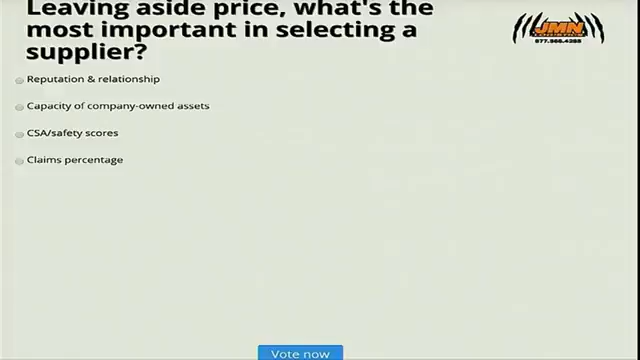 Leaving aside price, what's the
most important in selecting a
supplier?
JMN
Reputation & relationship
Capacity of company-owned assets
CSA/safety scores
Claims percentage
Vote now